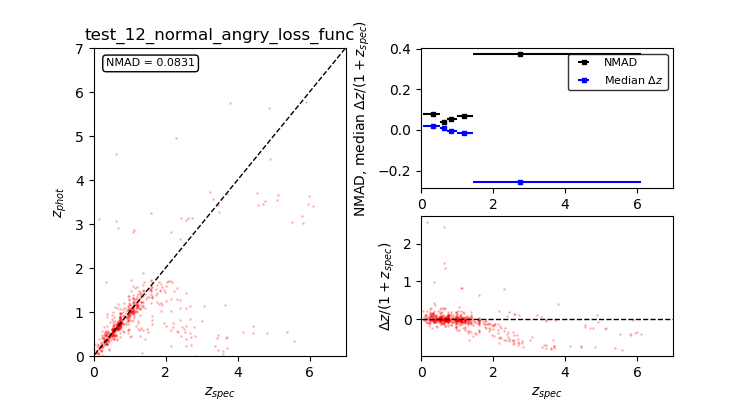 test_12_normal_angry_loss_func
NMAD = 0.0831
7
6
5
4
3
2
1
0
z_phot
0 2 4 6
z_spec
NMAD, median Δz/(1 + z_spec)
0.4
0.2
0.0
−0.2
NMAD
Median Δz
0 2 4 6
Δz/(1 + z_spec)
2
1
0
0 2 4 6
z_spec